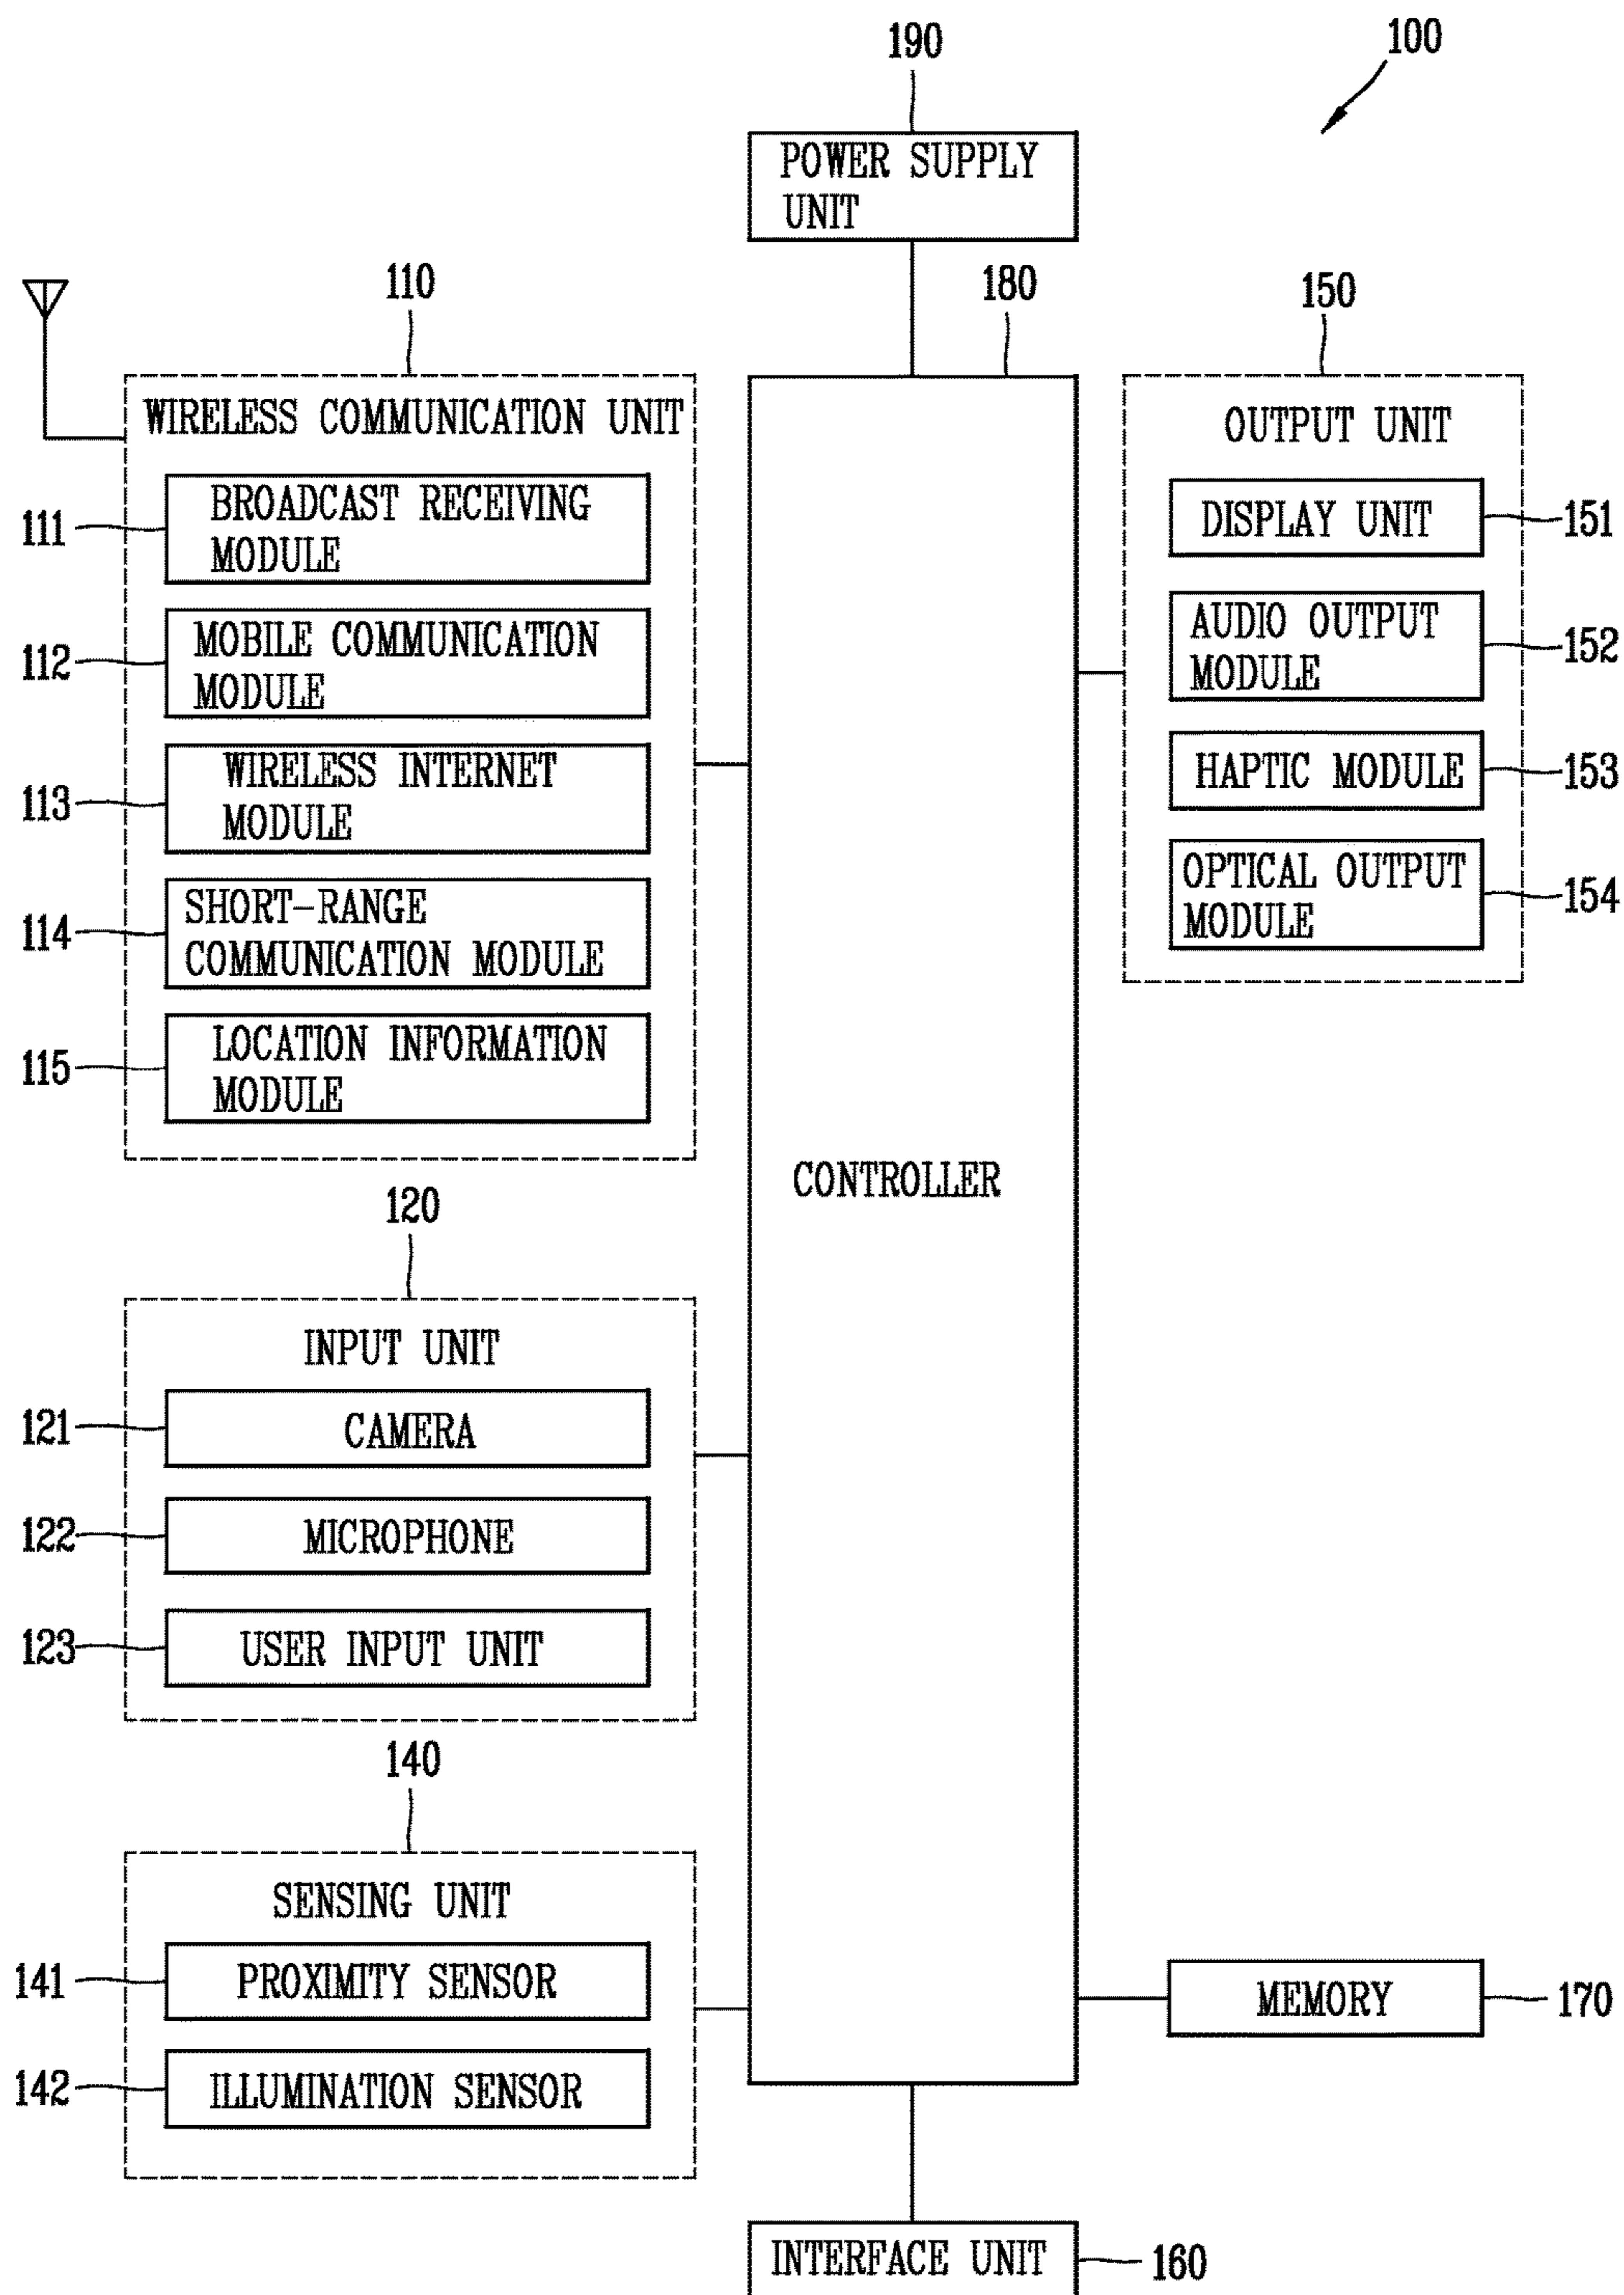 190
100
POWER SUPPLY
UNIT
110
180
150
WIRELESS COMMUNICATION UNIT
111
BROADCAST RECEIVING
MODULE
112
MOBILE COMMUNICATION
MODULE
113
WIRELESS INTERNET
MODULE
114
SHORT-RANGE
COMMUNICATION MODULE
115
LOCATION INFORMATION
MODULE
OUTPUT UNIT
DISPLAY UNIT
151
AUDIO OUTPUT
MODULE
152
HAPTIC MODULE
153
OPTICAL OUTPUT
MODULE
154
CONTROLLER
120
INPUT UNIT
121
CAMERA
122
MICROPHONE
123
USER INPUT UNIT
140
SENSING UNIT
141
PROXIMITY SENSOR
142
ILLUMINATION SENSOR
MEMORY
170
INTERFACE UNIT
160